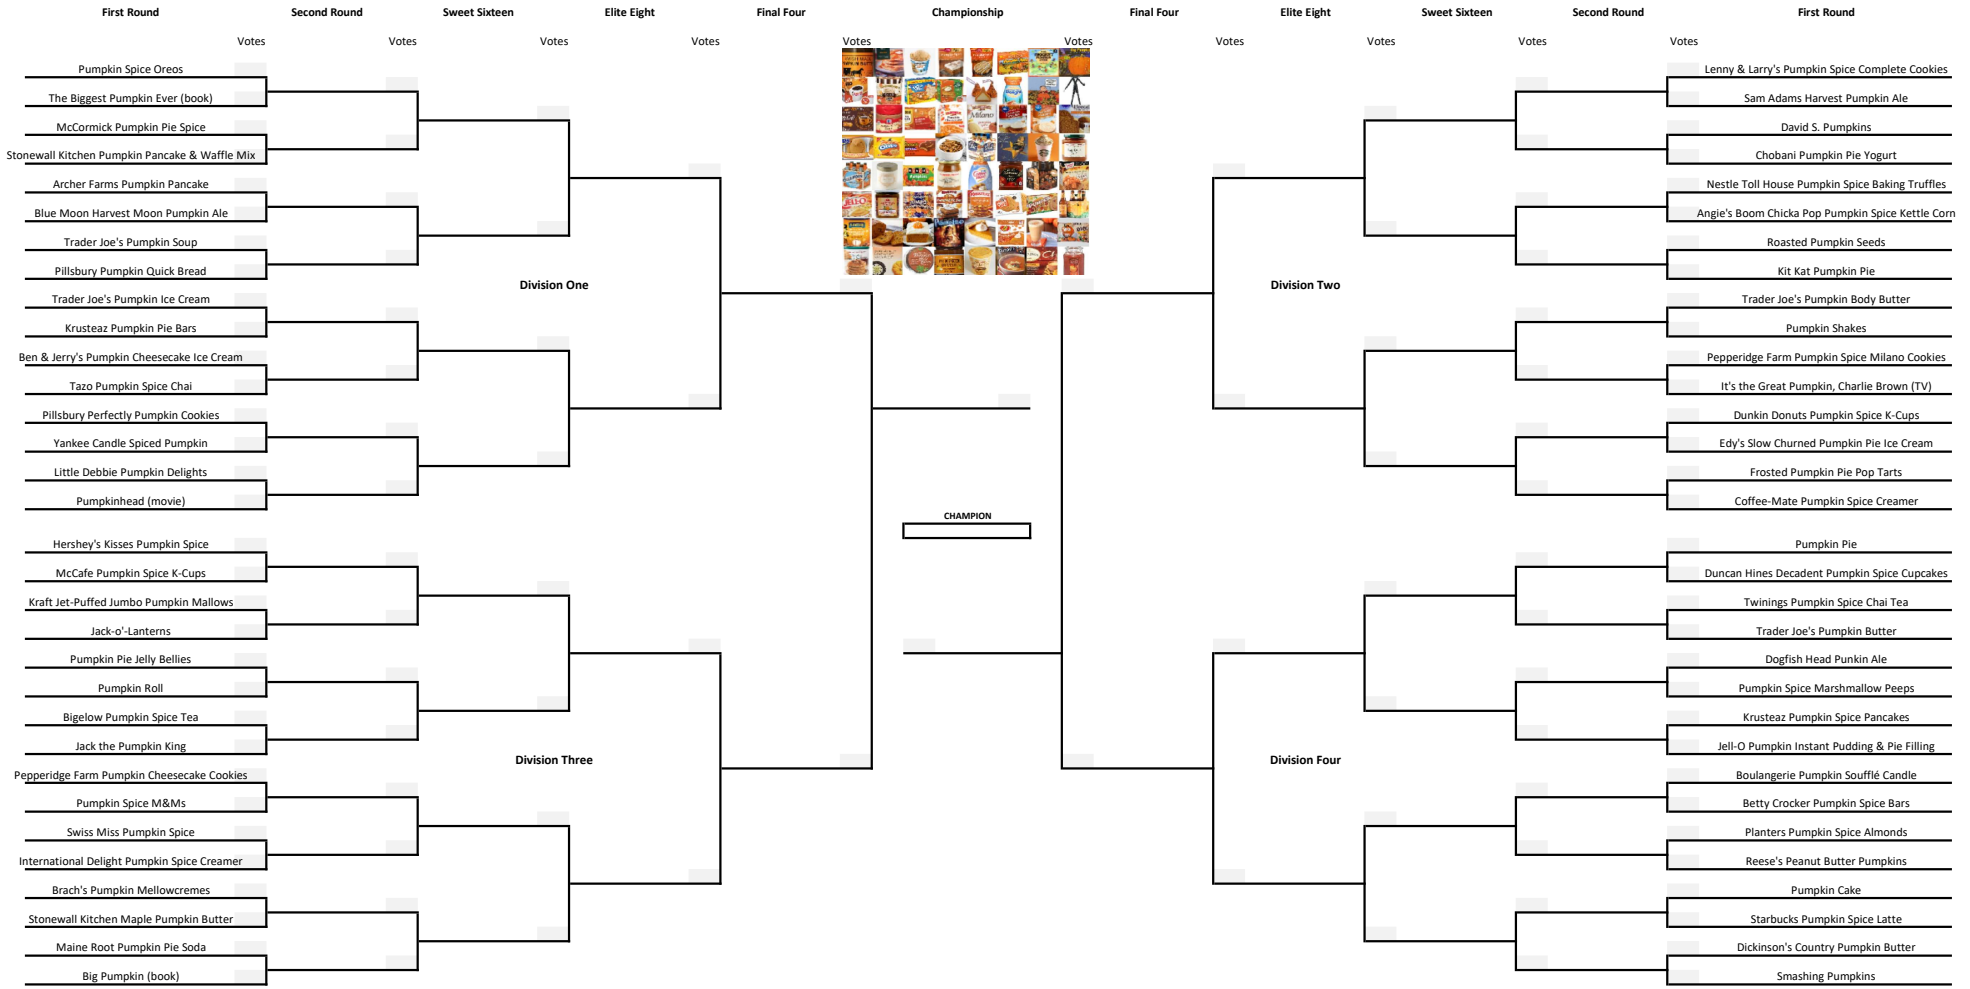 First Round Second Round Sweet Sixteen Elite Eight Final Four Championship Final Four Elite Eight Sweet Sixteen Second Round First Round
Votes Votes Votes Votes Votes Votes Votes Votes Votes Votes
Pumpkin Spice Oreos
The Biggest Pumpkin Ever (book)
McCormick Pumpkin Pie Spice
Stonewall Kitchen Pumpkin Pancake & Waffle Mix
Archer Farms Pumpkin Pancake
Blue Moon Harvest Moon Pumpkin Ale
Trader Joe's Pumpkin Soup
Pillsbury Pumpkin Quick Bread
Division One
Trader Joe's Pumpkin Ice Cream
Krusteaz Pumpkin Pie Bars
Ben & Jerry's Pumpkin Cheesecake Ice Cream
Tazo Pumpkin Spice Chai
Pillsbury Perfectly Pumpkin Cookies
Yankee Candle Spiced Pumpkin
Little Debbie Pumpkin Delights
Pumpkinhead (movie)
Hershey's Kisses Pumpkin Spice
McCafe Pumpkin Spice K-Cups
Kraft Jet-Puffed Jumbo Pumpkin Mallows
Jack-o'-Lanterns
Pumpkin Pie Jelly Bellies
Pumpkin Roll
Bigelow Pumpkin Spice Tea
Jack the Pumpkin King
Division Three
Pepperidge Farm Pumpkin Cheesecake Cookies
Pumpkin Spice M&Ms
Swiss Miss Pumpkin Spice
International Delight Pumpkin Spice Creamer
Brach's Pumpkin Mellowcremes
Stonewall Kitchen Maple Pumpkin Butter
Maine Root Pumpkin Pie Soda
Big Pumpkin (book)
Milano
JELL-O
CHAMPION
Lenny & Larry's Pumpkin Spice Complete Cookies
Sam Adams Harvest Pumpkin Ale
David S. Pumpkins
Chobani Pumpkin Pie Yogurt
Nestle Toll House Pumpkin Spice Baking Truffles
Angie's Boom Chicka Pop Pumpkin Spice Kettle Corn
Roasted Pumpkin Seeds
Kit Kat Pumpkin Pie
Division Two
Trader Joe's Pumpkin Body Butter
Pumpkin Shakes
Pepperidge Farm Pumpkin Spice Milano Cookies
It's the Great Pumpkin, Charlie Brown (TV)
Dunkin Donuts Pumpkin Spice K-Cups
Edy's Slow Churned Pumpkin Pie Ice Cream
Frosted Pumpkin Pie Pop Tarts
Coffee-Mate Pumpkin Spice Creamer
Pumpkin Pie
Duncan Hines Decadent Pumpkin Spice Cupcakes
Twinings Pumpkin Spice Chai Tea
Trader Joe's Pumpkin Butter
Dogfish Head Punkin Ale
Pumpkin Spice Marshmallow Peeps
Krusteaz Pumpkin Spice Pancakes
Jell-O Pumpkin Instant Pudding & Pie Filling
Division Four
Boulangerie Pumpkin Soufflé Candle
Betty Crocker Pumpkin Spice Bars
Planters Pumpkin Spice Almonds
Reese's Peanut Butter Pumpkins
Pumpkin Cake
Starbucks Pumpkin Spice Latte
Dickinson's Country Pumpkin Butter
Smashing Pumpkins